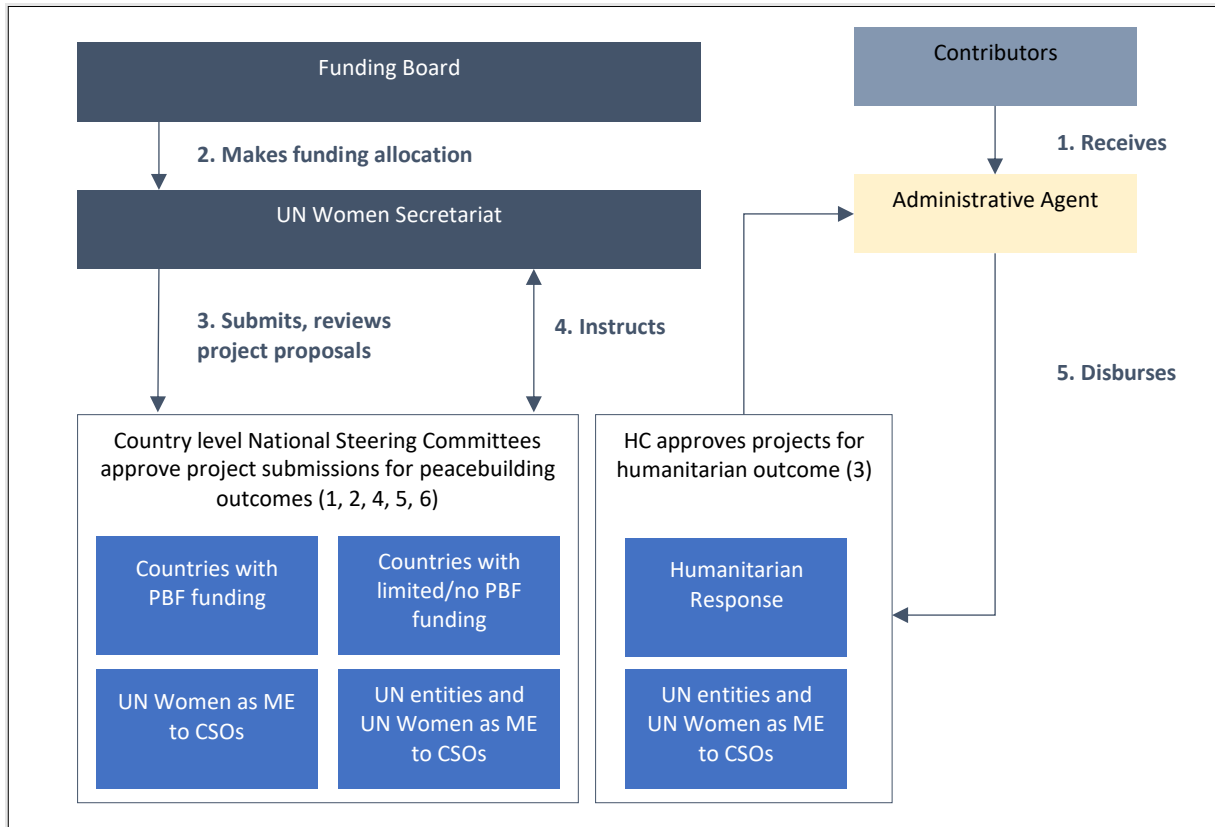 Funding Board
Contributors
2. Makes funding allocation
1. Receives
UN Women Secretariat
Administrative Agent
3. Submits, reviews
project proposals
4. Instructs
5. Disburses
Country level National Steering Committees
approve project submissions for peacebuilding
outcomes (1, 2, 4, 5, 6)
Countries with
PBF funding
Countries with
limited/no PBF
funding
UN Women as ME
to CSOs
UN entities and
UN Women as ME
to CSOs
HC approves projects for
humanitarian outcome (3)
Humanitarian
Response
UN entities and
UN Women as ME
to CSOs